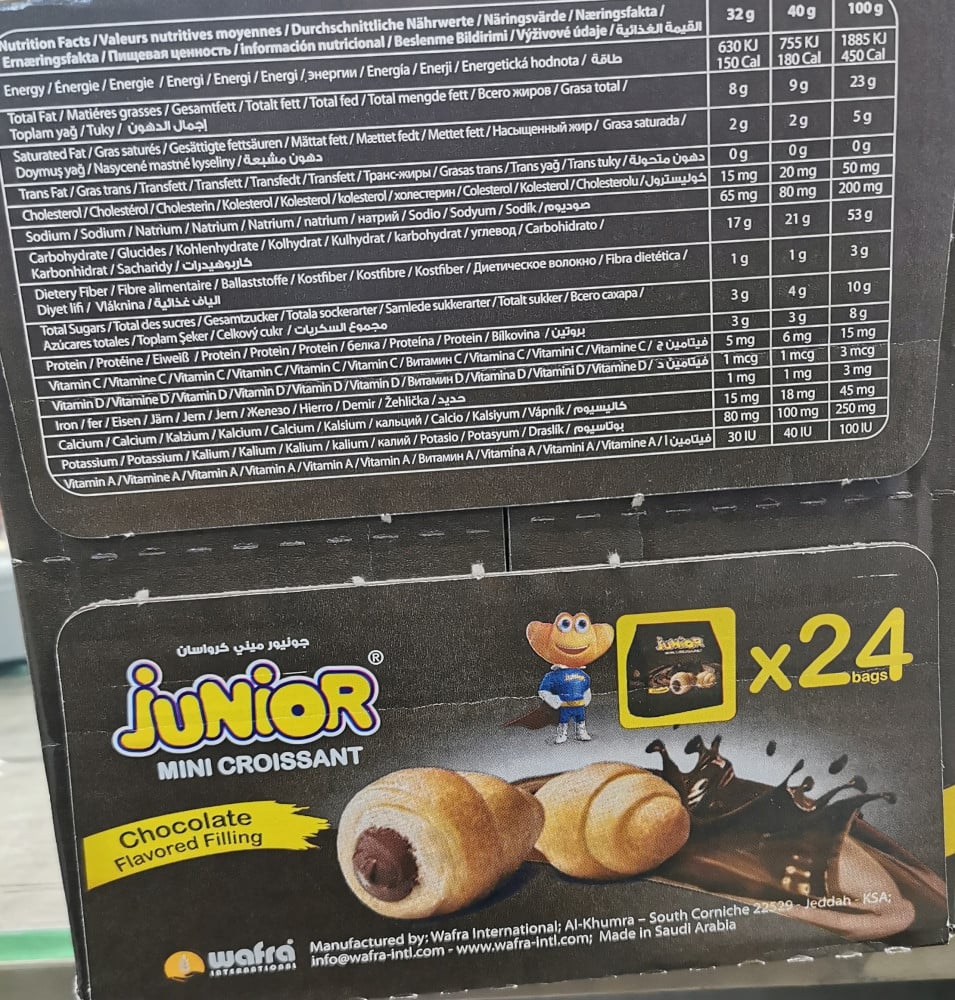 Nutrition Facts / Valeurs nutritives moyennes / Durchschnittliche Nährwerte / Näringsvärde / Næringsfakta /
Ernæringsfakta / Пищевая ценность / información nutricional / Beslenme Bildirimi / Výživové údaje / القيمة الغذائية
32 g 40 g 100 g
Energy / Énergie / Energie / Energi / Energi / Energi / энергии / Energía / Enerji / Energetická hodnota / طاقة
630 KJ 755 KJ 1885 KJ
150 Cal 180 Cal 450 Cal
Total Fat / Matiéres grasses / Gesamtfett / Totalt fett / Total fed / Total mengde fett / Всего жиров / Grasa total /
Toplam yağ / Tuky / إجمال الدهون
8 g 9 g 23 g
Saturated Fat / Gras saturés / Gesättigte fettsäuren / Mättat fett / Mættet fedt / Mettet fett / Насыщенный жир / Grasa saturada /
Doymuş yağ / Nasycené mastné kyseliny / دهون مشبعة
2 g 2 g 5 g
Trans Fat / Gras trans / Transfett / Transfett / Transfedt / Transfett / Транс-жиры / Grasas trans / Trans yağ / Trans tuky / دهون متحولة
0 g 0 g 0 g
Cholesterol / Cholestérol / Cholesterin / Kolesterol / Kolesterol / kolesterol / холестерин / Colesterol / Kolesterol / Cholesterolu / كوليسترول
15 mg 20 mg 50 mg
Sodium / Sodium / Natrium / Natrium / Natrium / natrium / натрий / Sodio / Sodyum / Sodík / صوديوم
65 mg 80 mg 200 mg
Carbohydrate / Glucides / Kohlenhydrate / Kolhydrat / Kulhydrat / karbohydrat / углевод / Carbohidrato /
Karbonhidrat / Sacharidy / كاربوهيدرات
17 g 21 g 53 g
Dietery Fiber / Fibre alimentaire / Ballaststoffe / Kostfiber / Kostfibre / Kostfiber / Диетическое волокно / Fibra dietética /
Diyet lifi / Vláknina / الياف غذائية
1 g 1 g 3 g
Total Sugars / Total des sucres / Gesamtzucker / Totala sockerarter / Samlede sukkerarter / Totalt sukker / Всего сахара /
Azúcares totales / Toplam Şeker / Celkový cukr / مجموع السكريات
3 g 4 g 10 g
Protein / Protéine / Eiweiß / Protein / Protein / Protein / белка / Proteína / Protein / Bílkovina / بروتين
3 g 3 g 8 g
Vitamin C / Vitamine C / Vitamin C / Vitamin C / Vitamin C / Vitamin C / Витамин C / Vitamina C / Vitamini C / Vitamine C / فيتامين ج
5 mg 6 mg 15 mg
Vitamin D / Vitamine D / Vitamin D / Vitamin D / Vitamin D / Vitamin D / Витамин D / Vitamina D / Vitamini D / Vitamine D / فيتامين د
1 mcg 1 mcg 3 mcg
Iron / fer / Eisen / Järn / Jern / Jern / Железо / Hierro / Demir / Žehlička / حديد
1 mg 1 mg 3 mg
Calcium / Calcium / Kalzium / Kalcium / Calcium / Kalsium / кальций / Calcio / Kalsiyum / Vápník / كاليسيوم
15 mg 18 mg 45 mg
Potassium / Potassium / Kalium / Kalium / Kalium / kalium / калий / Potasio / Potasyum / Draslík / بوتاسيوم
80 mg 100 mg 250 mg
Vitamin A / Vitamine A / Vitamin A / Vitamin A / Vitamin A / Vitamin A / Витамин A / Vitamina A / Vitamini A / Vitamine A / فيتامين أ
30 IU 40 IU 100 IU
جونيور ميني كرواسان
JUNIOR ®
MINI CROISSANT
Chocolate
Flavored Filling
JUNIOR
x24
bags
wafra
INTERNATIONAL
Manufactured by: Wafra International; Al-Khumra – South Corniche 22529 - Jeddah - KSA;
info@wafra-intl.com - www.wafra-intl.com; Made in Saudi Arabia